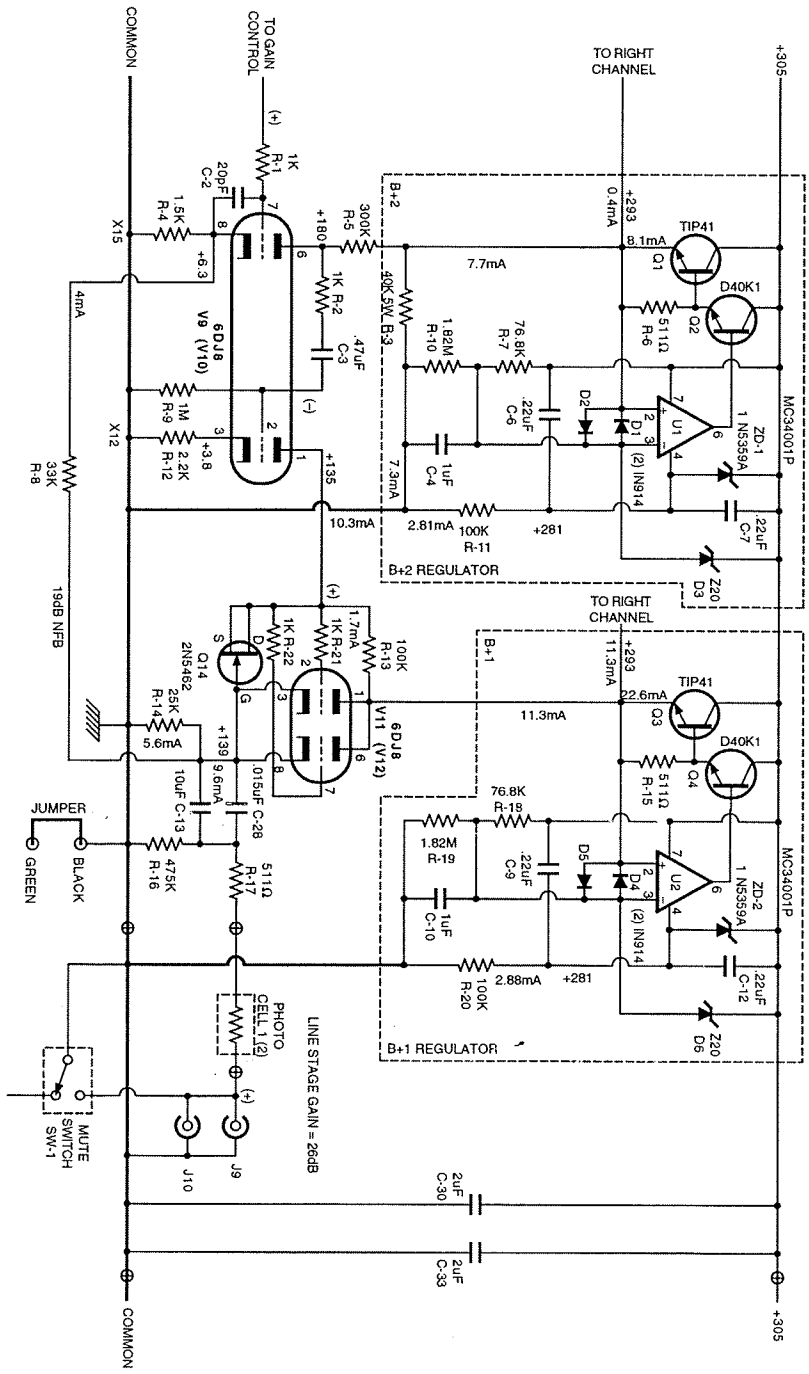 +305
TO RIGHT
CHANNEL
+293
0.4mA
8.1mA
TIP41
Q1
D40K1
Q2
511Ω
R-6
MC34001P
U1
7
2
3
4
6
ZD-1
1 N5359A
D2
D1
(2) IN914
.22uF
C-7
Z20
D3
B+2
7.7mA
40K 5W R-3
1.82M
R-10
76.8K
R-7
.22uF
C-6
1uF
C-4
7.3mA
2.81mA
100K
R-11
+281
10.3mA
B+2 REGULATOR
TO GAIN
CONTROL
(+)
1K
R-1
20pF
C-2
7
8
6
1.5K
R-4
X15
+6.3
4mA
+180
300K
R-5
1K R-2
.47uF
C-3
(-)
6DJ8
V9 (V10)
1M
R-9
2
3
1
2.2K
R-12
X12
+3.8
+135
33K
R-8
19dB NFB
COMMON
TO RIGHT
CHANNEL
+293
11.3mA
22.6mA
TIP41
Q3
D40K1
Q4
511Ω
R-15
MC34001P
U2
7
2
3
4
6
ZD-2
1 N5359A
D5
D4
(2) IN914
.22uF
C-12
Z20
D6
B+1
11.3mA
76.8K
R-18
1.82M
R-19
.22uF
C-9
1uF
C-10
100K
R-20
2.88mA
+281
B+1 REGULATOR
(+)
1.7mA
100K
R-13
1K R-21
1K R-22
2
1
3
6
8
7
V11
6DJ8
(V12)
S
D
G
Q14
2N5462
25K
R-14
5.6mA
+139
9.6mA
.015uF C-28
10uF C-13
475K
R-16
511Ω
R-17
JUMPER
BLACK
GREEN
PHOTO
CELL 1 (2)
LINE STAGE GAIN = 26dB
(+)
J9
J10
MUTE
SWITCH
SW-1
2uF
C-30
2uF
C-33
COMMON
+305